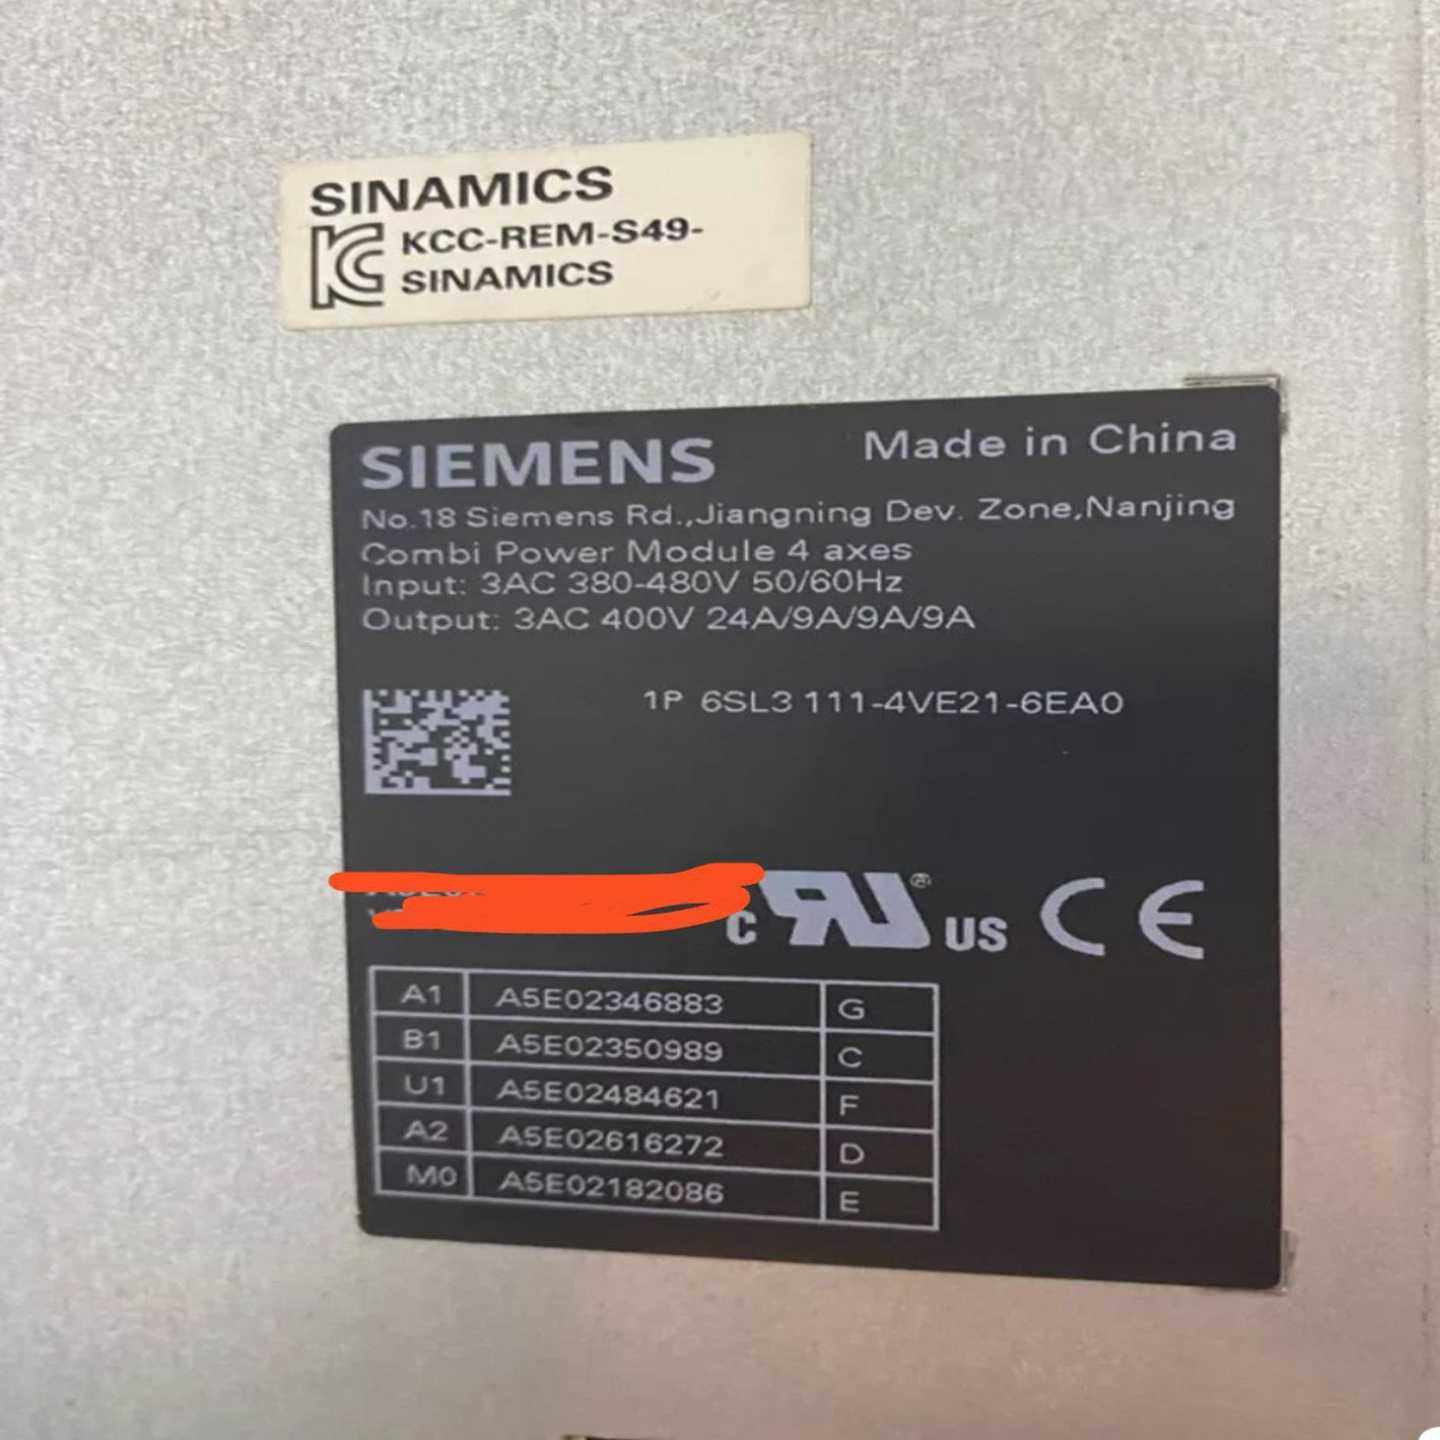 SINAMICS
KCC-REM-S49-
SINAMICS
SIEMENS Made in China
No.18 Siemens Rd.,Jiangning Dev. Zone,Nanjing
Combi Power Module 4 axes
Input: 3AC 380-480V 50/60Hz
Output: 3AC 400V 24A/9A/9A/9A
1P 6SL3 111-4VE21-6EA0
c RU ® US CE
A1 A5E02346883 G
B1 A5E02350989 C
U1 A5E02484621 F
A2 A5E02616272 D
M0 A5E02182086 E